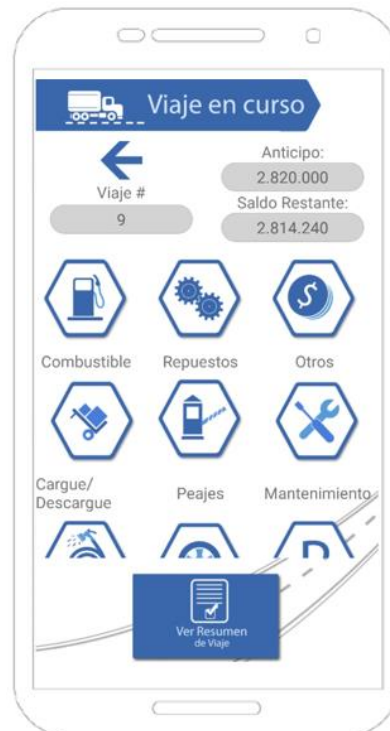 Viaje en curso
Anticipo:
2.820.000
Viaje #
9
Saldo Restante:
2.814.240
Combustible
Repuestos
Otros
Cargue/
Descargue
Peajes
Mantenimiento
Ver Resumen
de Viaje